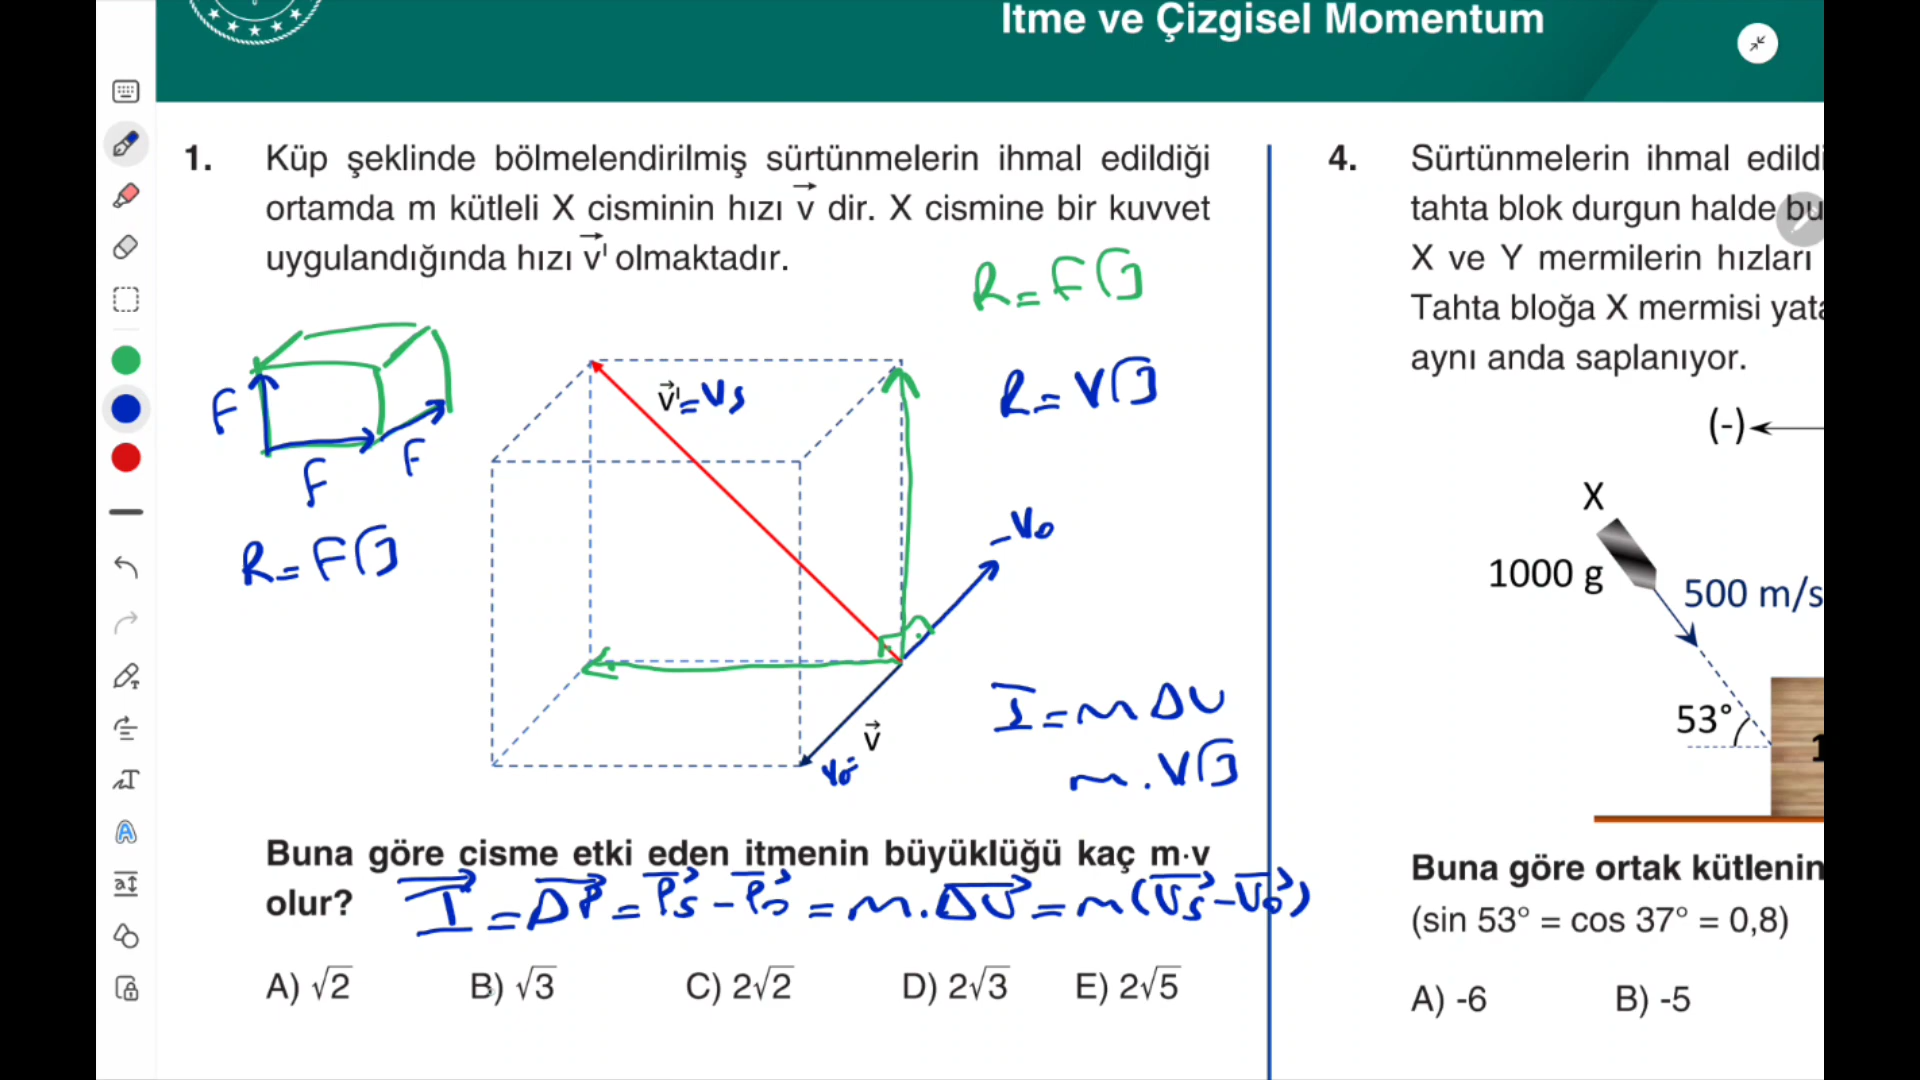 İtme ve Çizgisel Momentum
1. Küp şeklinde bölmelendirilmiş sürtünmelerin ihmal edildiği
ortamda m kütleli X cisminin hızı v⃗ dir. X cismine bir kuvvet
uygulandığında hızı v⃗' olmaktadır.
R=F√3
F
F
F
R=F√3
v⃗'=Vs
R=V√3
-V₀
v⃗
V₀
I=mΔV
m.V√3
Buna göre cisme etki eden itmenin büyüklüğü kaç m·v
olur?
I⃗=ΔP⃗=P⃗s-P⃗₀=m.ΔV⃗=m(V⃗s-V⃗₀)
A) √2 B) √3 C) 2√2 D) 2√3 E) 2√5
4. Sürtünmelerin ihmal edildi
tahta blok durgun halde bu
X ve Y mermilerin hızları
Tahta bloğa X mermisi yata
aynı anda saplanıyor.
(-)
X
1000 g
500 m/s
53°
1
Buna göre ortak kütlenin
(sin 53° = cos 37° = 0,8)
A) -6 B) -5